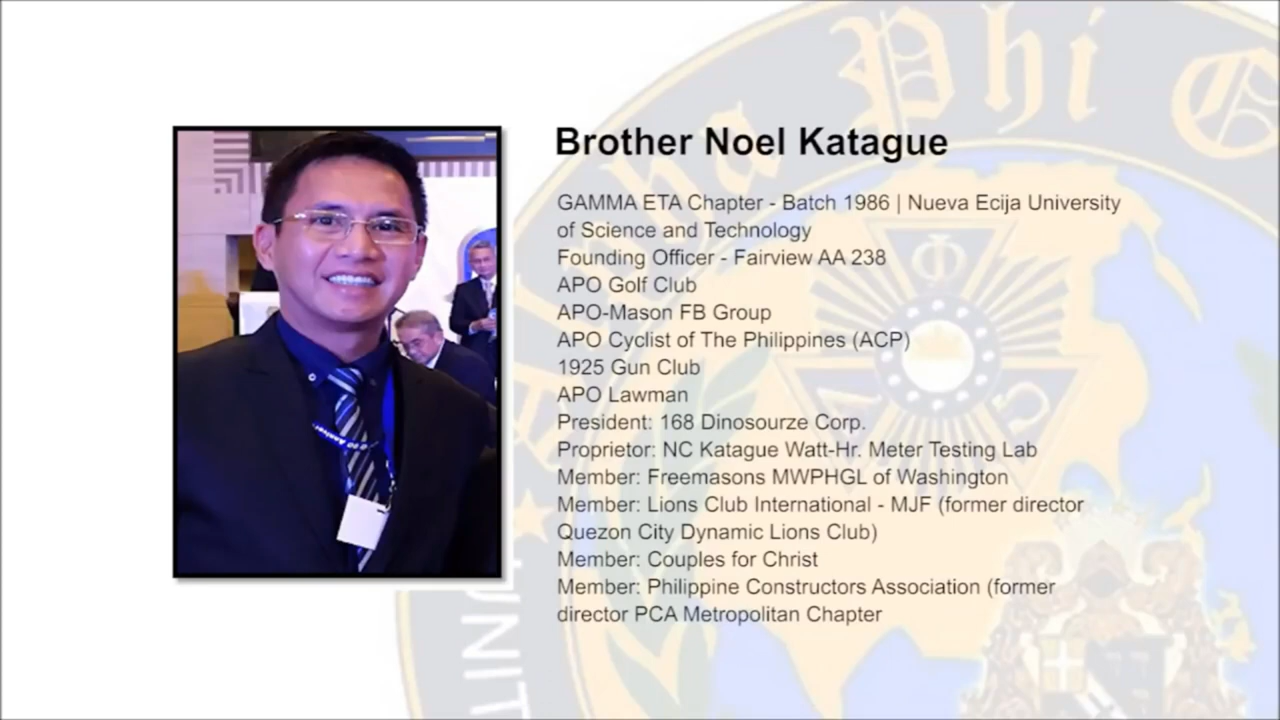 Alpha Phi O
Brother Noel Katague
GAMMA ETA Chapter - Batch 1986 | Nueva Ecija University
of Science and Technology
Founding Officer - Fairview AA 238
APO Golf Club
APO-Mason FB Group
APO Cyclist of The Philippines (ACP)
1925 Gun Club
APO Lawman
President: 168 Dinosourze Corp.
Proprietor: NC Katague Watt-Hr. Meter Testing Lab
Member: Freemasons MWPHGL of Washington
Member: Lions Club International - MJF (former director
Quezon City Dynamic Lions Club)
Member: Couples for Christ
Member: Philippine Constructors Association (former
director PCA Metropolitan Chapter